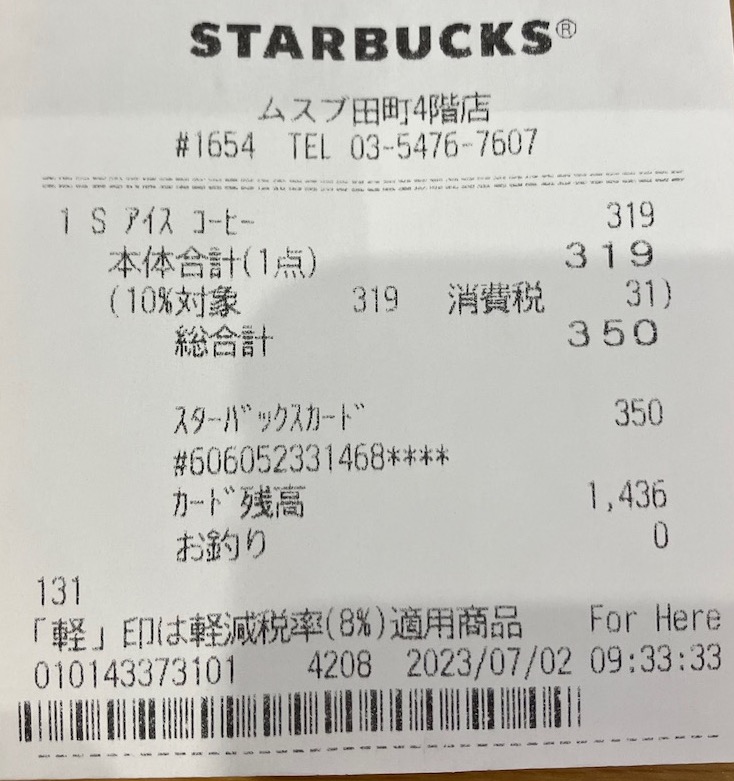 STARBUCKS®
ムスブ田町4階店
#1654 TEL 03-5476-7607
1 S アイス コーヒー 319
本体合計(1点) 319
(10%対象 319 消費税 31)
総合計 350
スターバックスカード 350
#606052331468****
カード残高 1,436
お釣り 0
131
「軽」印は軽減税率(8%)適用商品 For Here
010143373101 4208 2023/07/02 09:33:33